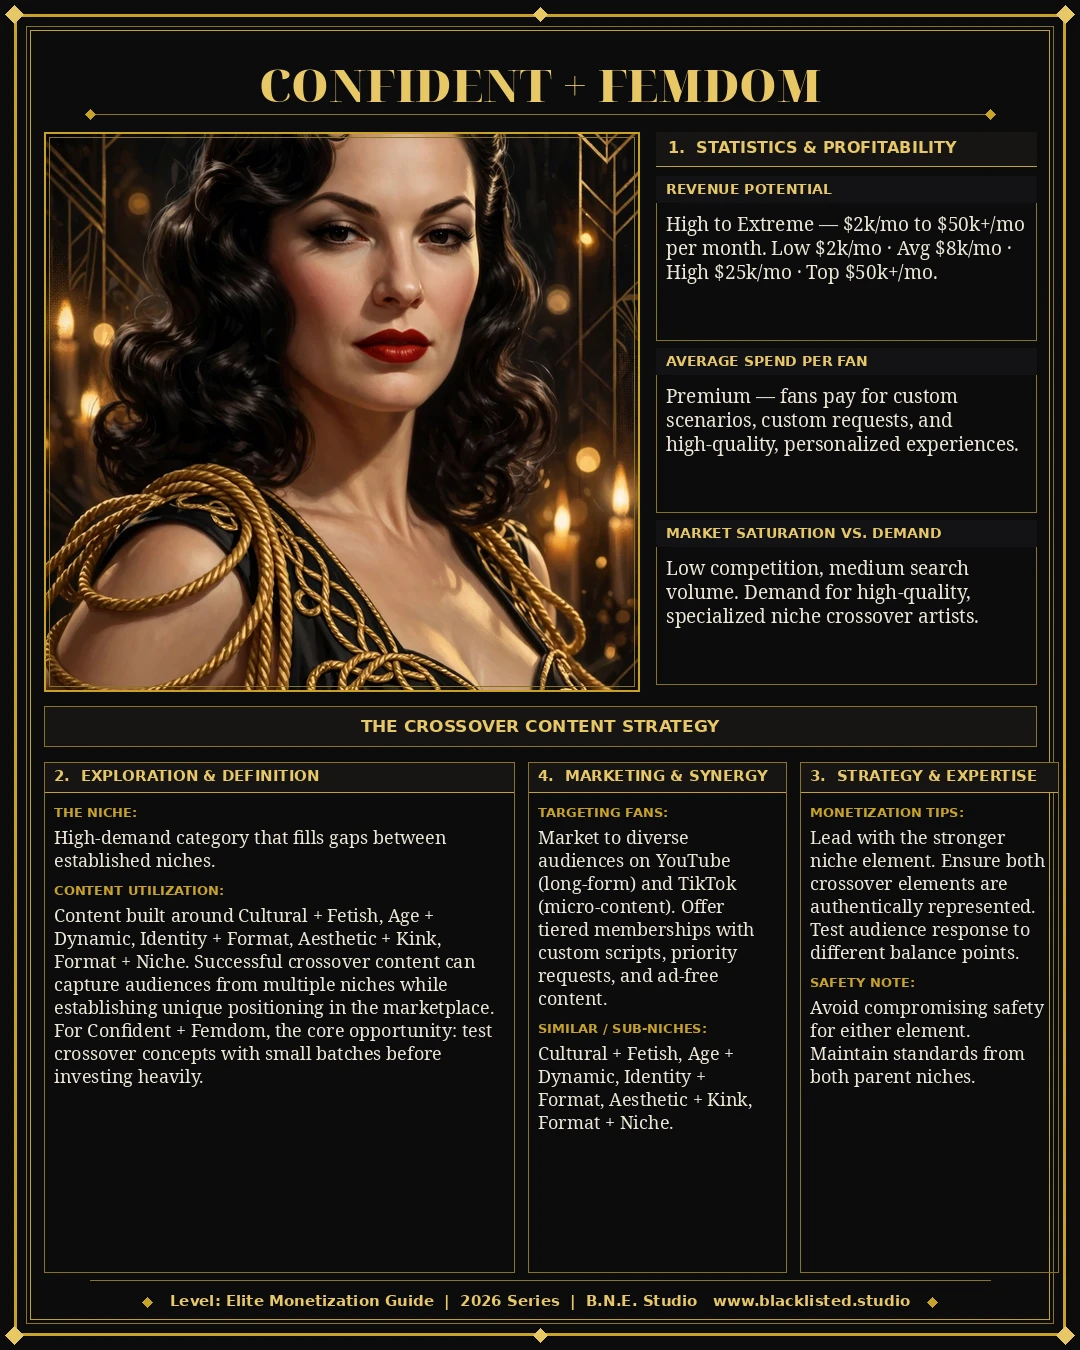 CONFIDENT + FEMDOM
1. STATISTICS & PROFITABILITY
REVENUE POTENTIAL
High to Extreme — $2k/mo to $50k+/mo
per month. Low $2k/mo · Avg $8k/mo ·
High $25k/mo · Top $50k+/mo.
AVERAGE SPEND PER FAN
Premium — fans pay for custom
scenarios, custom requests, and
high-quality, personalized experiences.
MARKET SATURATION VS. DEMAND
Low competition, medium search
volume. Demand for high-quality,
specialized niche crossover artists.
THE CROSSOVER CONTENT STRATEGY
2. EXPLORATION & DEFINITION
THE NICHE:
High-demand category that fills gaps between
established niches.
CONTENT UTILIZATION:
Content built around Cultural + Fetish, Age +
Dynamic, Identity + Format, Aesthetic + Kink,
Format + Niche. Successful crossover content can
capture audiences from multiple niches while
establishing unique positioning in the marketplace.
For Confident + Femdom, the core opportunity: test
crossover concepts with small batches before
investing heavily.
4. MARKETING & SYNERGY
TARGETING FANS:
Market to diverse
audiences on YouTube
(long-form) and TikTok
(micro-content). Offer
tiered memberships with
custom scripts, priority
requests, and ad-free
content.
SIMILAR / SUB-NICHES:
Cultural + Fetish, Age +
Dynamic, Identity +
Format, Aesthetic + Kink,
Format + Niche.
3. STRATEGY & EXPERTISE
MONETIZATION TIPS:
Lead with the stronger
niche element. Ensure both
crossover elements are
authentically represented.
Test audience response to
different balance points.
SAFETY NOTE:
Avoid compromising safety
for either element.
Maintain standards from
both parent niches.
Level: Elite Monetization Guide | 2026 Series | B.N.E. Studio www.blacklisted.studio